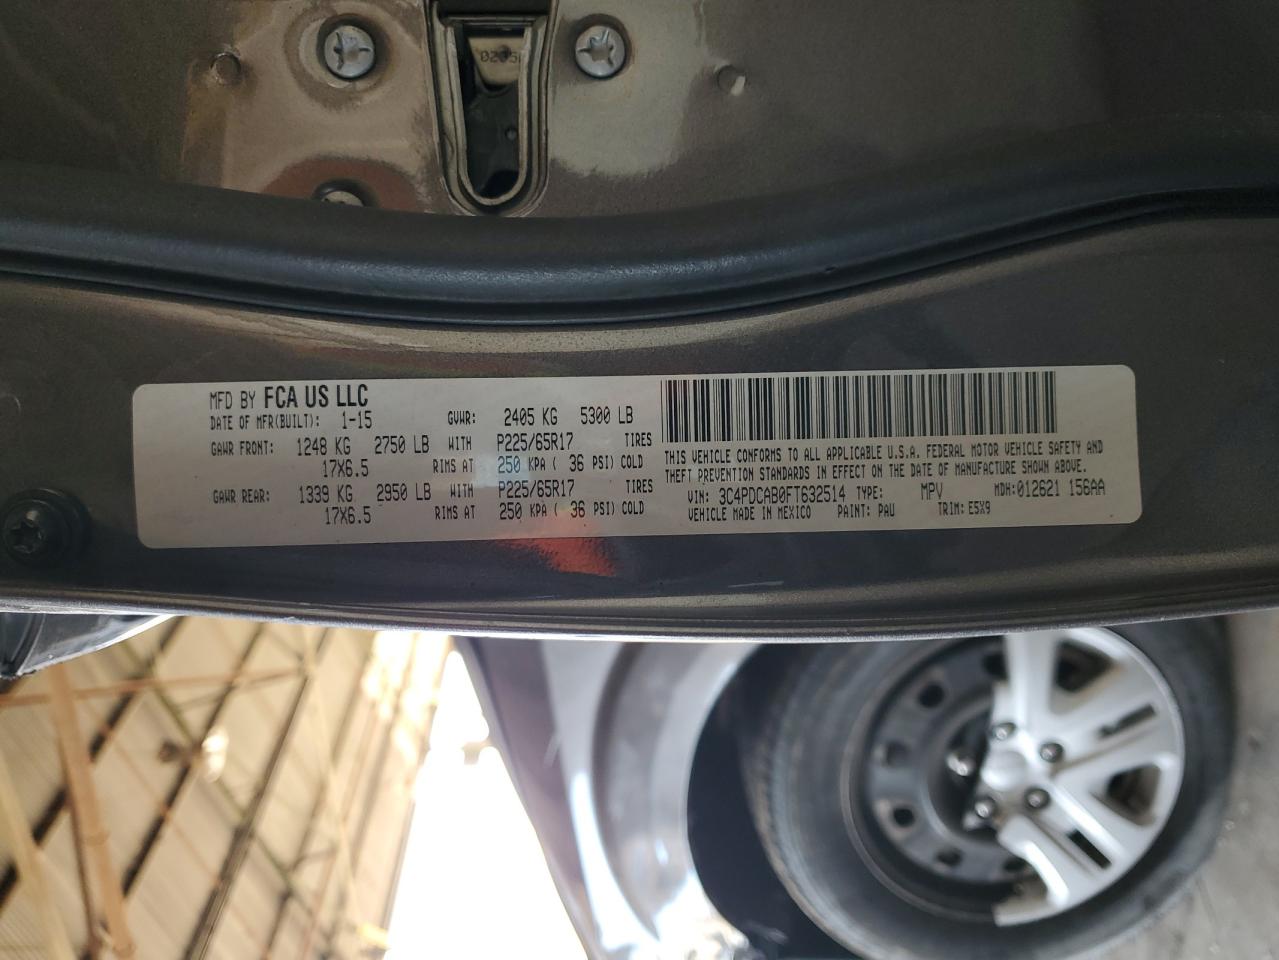 MFD BY FCA US LLC
DATE OF MFR(BUILT): 1-15 GVWR: 2405 KG 5300 LB
GAWR FRONT: 1248 KG 2750 LB WITH P225/65R17 TIRES
17X6.5 RIMS AT 250 KPA ( 36 PSI) COLD
GAWR REAR: 1339 KG 2950 LB WITH P225/65R17 TIRES
17X6.5 RIMS AT 250 KPA ( 36 PSI) COLD
THIS VEHICLE CONFORMS TO ALL APPLICABLE U.S.A. FEDERAL MOTOR VEHICLE SAFETY AND
THEFT PREVENTION STANDARDS IN EFFECT ON THE DATE OF MANUFACTURE SHOWN ABOVE.
VIN: 3C4PDCAB0FT632514 TYPE: MPV MDH:012621 156AA
VEHICLE MADE IN MEXICO PAINT: PAU TRIM: E5X9